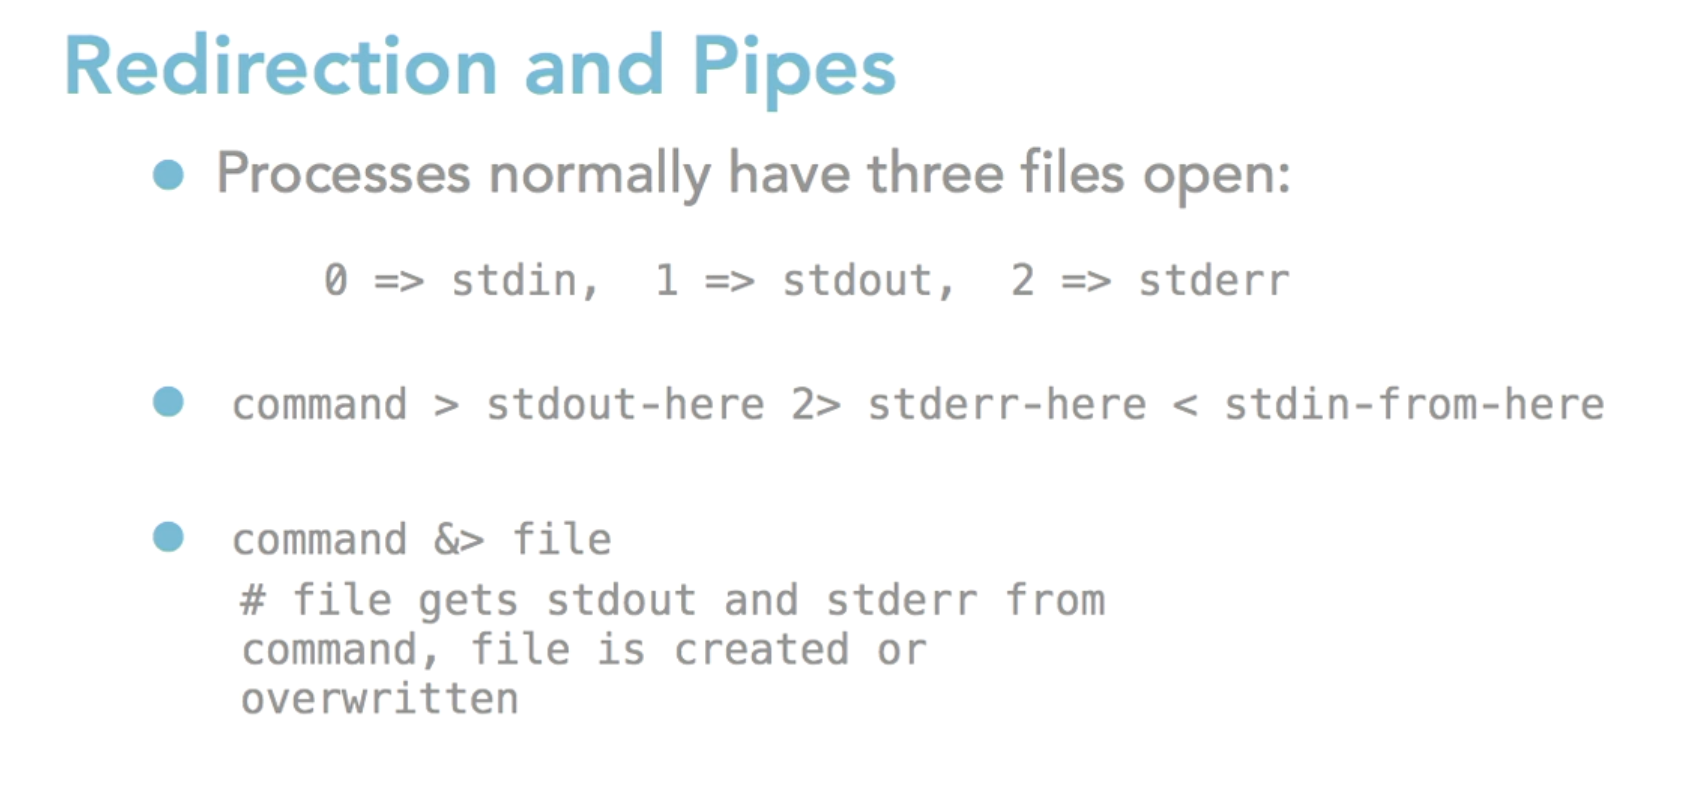 Redirection and Pipes
Processes normally have three files open:
0 => stdin, 1 => stdout, 2 => stderr
command > stdout-here 2> stderr-here < stdin-from-here
command &> file
# file gets stdout and stderr from
command, file is created or
overwritten